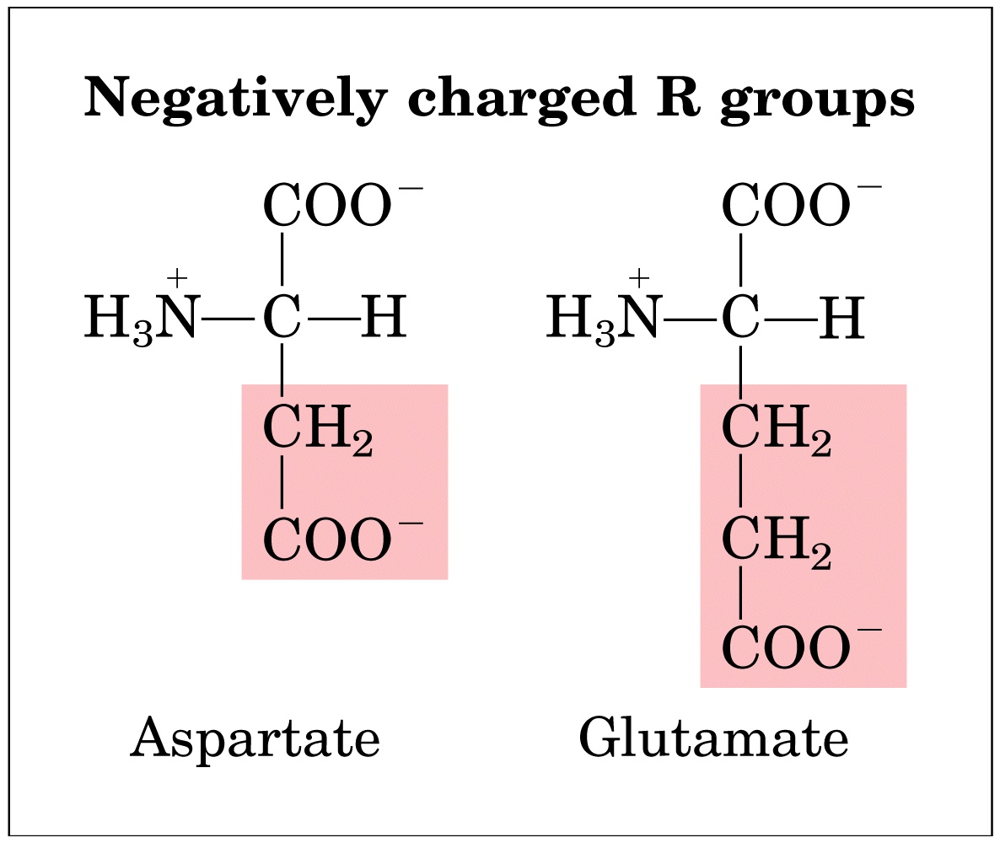 Negatively charged R groups
COO⁻ COO⁻
H₃N⁺—C—H H₃N⁺—C—H
CH₂ CH₂
COO⁻ CH₂
COO⁻
Aspartate Glutamate